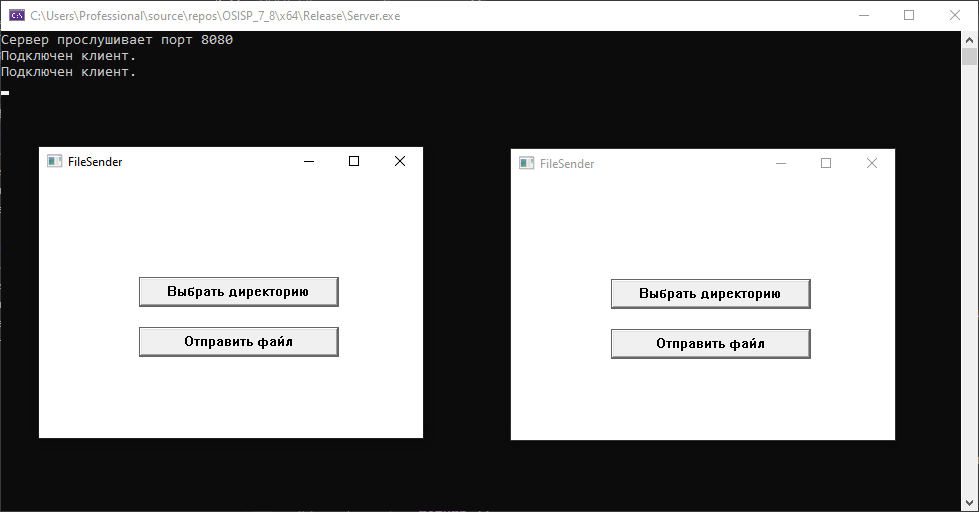 C:\Users\Professional\source\repos\OSISP_7_8\x64\Release\Server.exe
Сервер прослушивает порт 8080
Подключен клиент.
Подключен клиент.
FileSender
Выбрать директорию
Отправить файл
FileSender
Выбрать директорию
Отправить файл